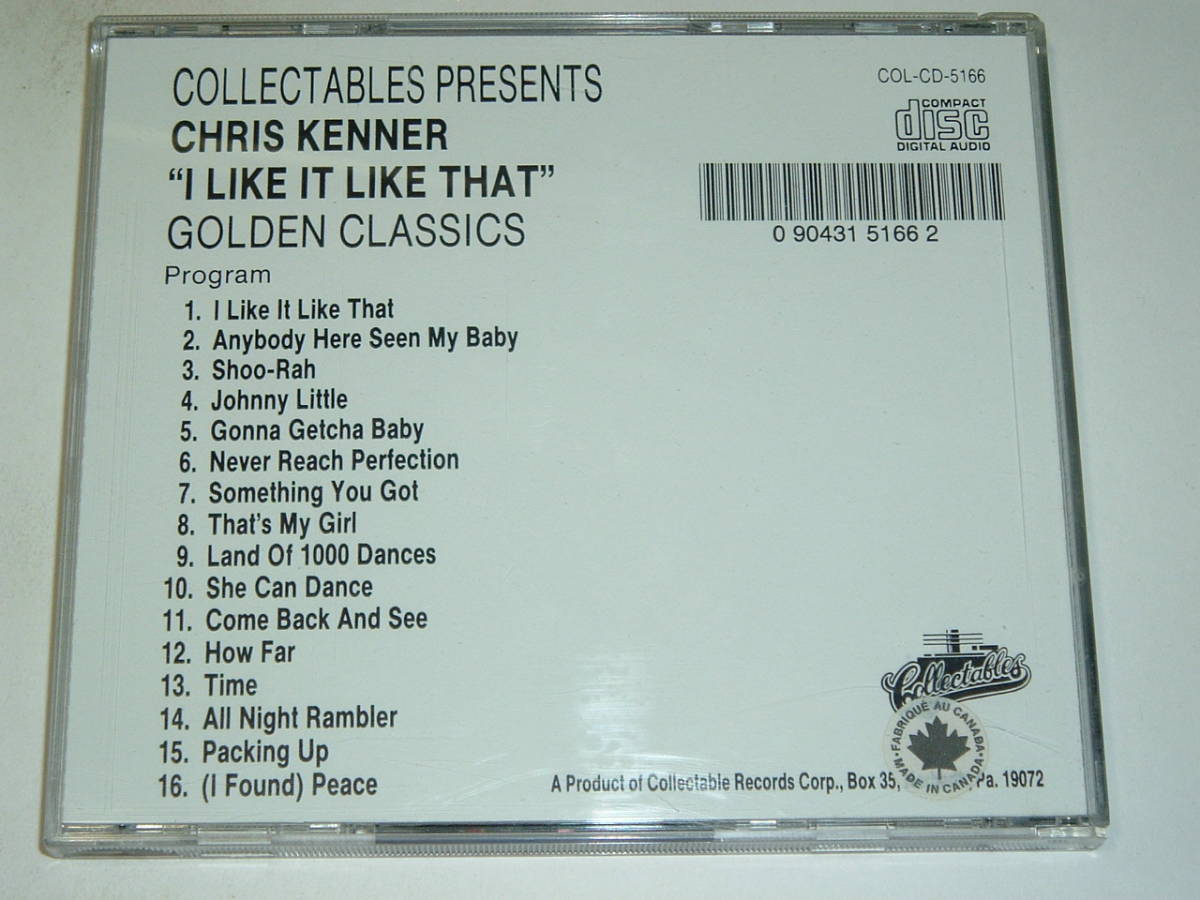 COLLECTABLES PRESENTS
CHRIS KENNER
“I LIKE IT LIKE THAT”
GOLDEN CLASSICS
Program
1. I Like It Like That
2. Anybody Here Seen My Baby
3. Shoo-Rah
4. Johnny Little
5. Gonna Getcha Baby
6. Never Reach Perfection
7. Something You Got
8. That's My Girl
9. Land Of 1000 Dances
10. She Can Dance
11. Come Back And See
12. How Far
13. Time
14. All Night Rambler
15. Packing Up
16. (I Found) Peace
COL-CD-5166
COMPACT
disc
DIGITAL AUDIO
0 90431 5166 2
Collectables
FABRIQUÉ AU CANADA
MADE IN CANADA
A Product of Collectable Records Corp., Box 35, Pa. 19072